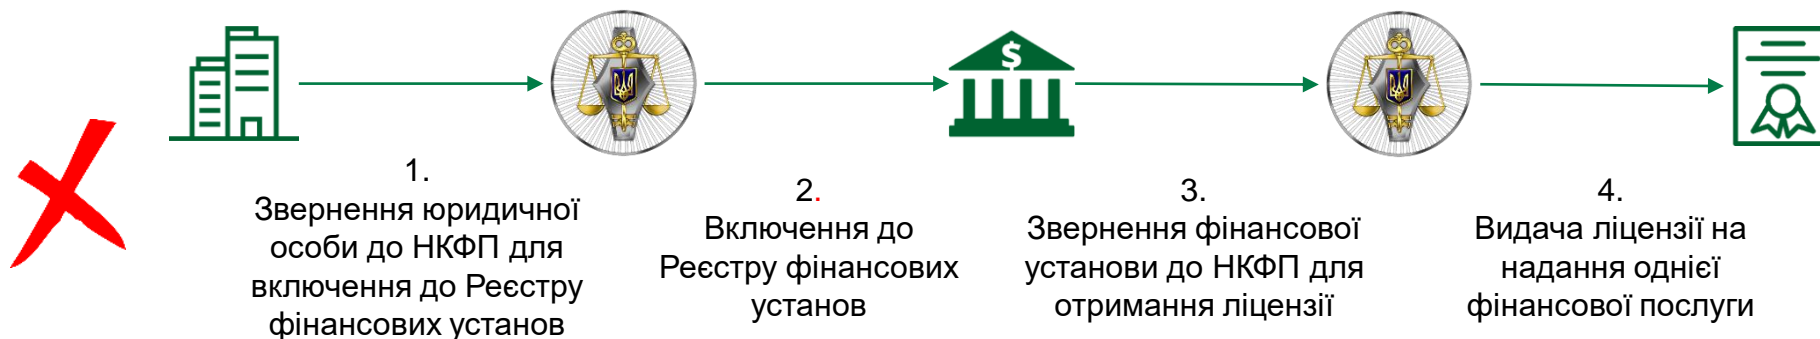 $
1.
Звернення юридичної
особи до НКФП для
включення до Реєстру
фінансових установ
2.
Включення до
Реєстру фінансових
установ
3.
Звернення фінансової
установи до НКФП для
отримання ліцензії
4.
Видача ліцензії на
надання однієї
фінансової послуги